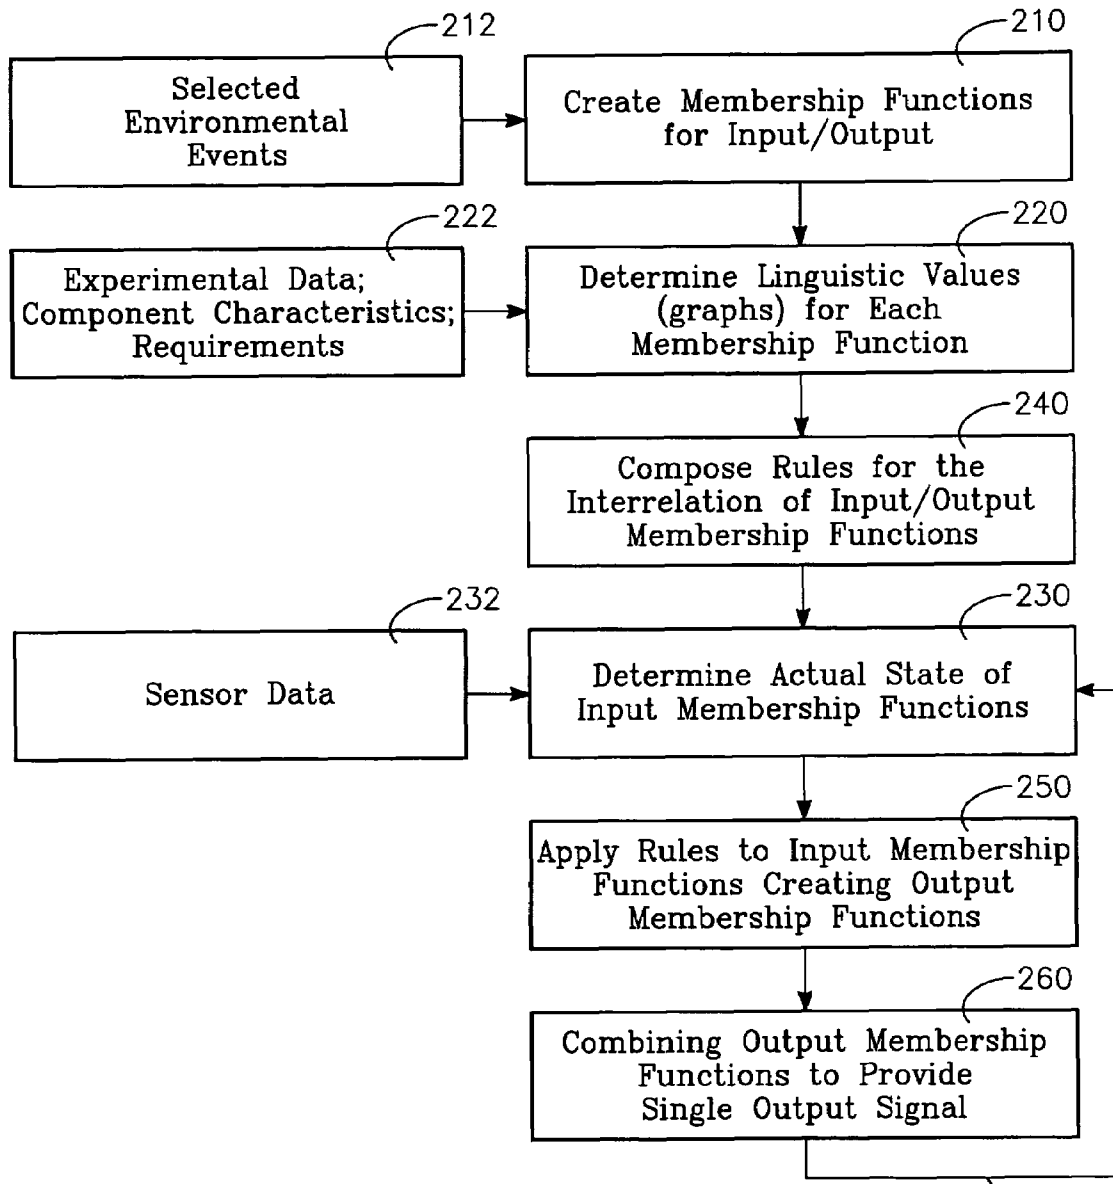 212
Selected
Environmental
Events
210
Create Membership Functions
for Input/Output
222
Experimental Data;
Component Characteristics;
Requirements
220
Determine Linguistic Values
(graphs) for Each
Membership Function
240
Compose Rules for the
Interrelation of Input/Output
Membership Functions
232
Sensor Data
230
Determine Actual State of
Input Membership Functions
250
Apply Rules to Input Membership
Functions Creating Output
Membership Functions
260
Combining Output Membership
Functions to Provide
Single Output Signal